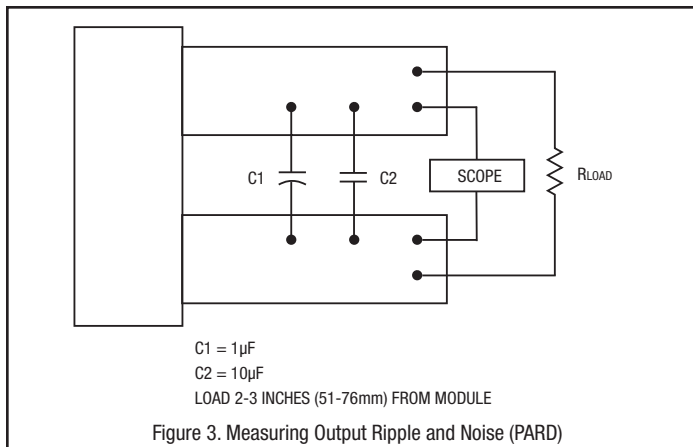 C1
C2
SCOPE
RLOAD
C1 = 1µF
C2 = 10µF
LOAD 2-3 INCHES (51-76mm) FROM MODULE
Figure 3. Measuring Output Ripple and Noise (PARD)